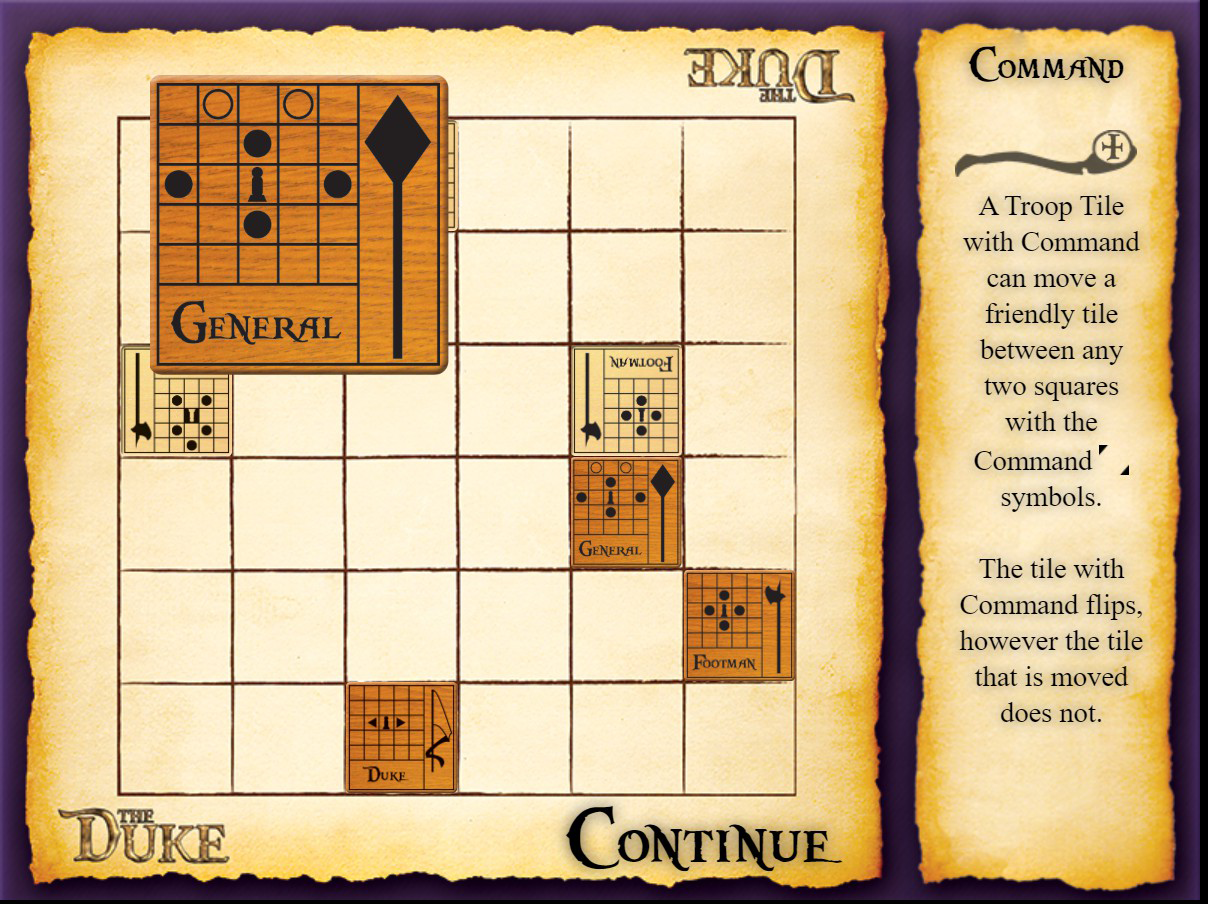 THE
DUKE
COMMAND
GENERAL
FOOTMAN
GENERAL
FOOTMAN
DUKE
THE
DUKE
CONTINUE
A Troop Tile
with Command
can move a
friendly tile
between any
two squares
with the
Command
symbols.
The tile with
Command flips,
however the tile
that is moved
does not.